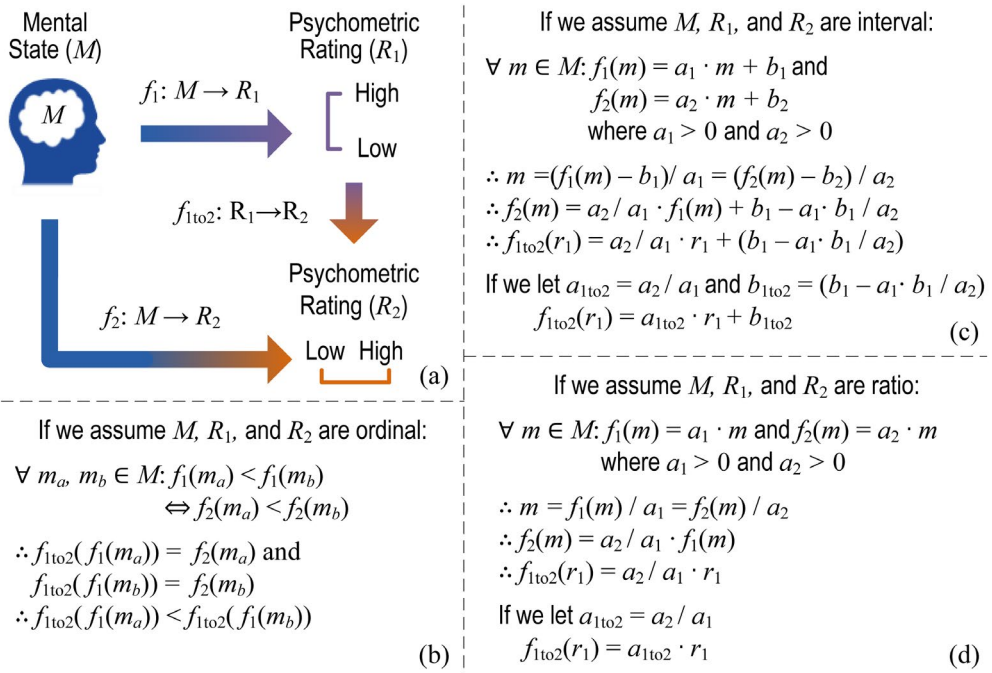 Mental
State (M)
M
f₁: M → R₁
Psychometric
Rating (R₁)
High
Low
f₁ₜₒ₂: R₁→R₂
Psychometric
Rating (R₂)
f₂: M → R₂
Low High
(a)
If we assume M, R₁, and R₂ are ordinal:
∀ mₐ, m_b ∈ M: f₁(mₐ) < f₁(m_b)
⇔ f₂(mₐ) < f₂(m_b)
∴ f₁ₜₒ₂( f₁(mₐ)) = f₂(mₐ) and
f₁ₜₒ₂( f₁(m_b)) = f₂(m_b)
∴ f₁ₜₒ₂( f₁(mₐ)) < f₁ₜₒ₂( f₁(m_b))
(b)
If we assume M, R₁, and R₂ are interval:
∀ m ∈ M: f₁(m) = a₁ · m + b₁ and
f₂(m) = a₂ · m + b₂
where a₁ > 0 and a₂ > 0
∴ m =(f₁(m) – b₁)/ a₁ = (f₂(m) – b₂) / a₂
∴ f₂(m) = a₂ / a₁ · f₁(m) + b₁ – a₁· b₁ / a₂
∴ f₁ₜₒ₂(r₁) = a₂ / a₁ · r₁ + (b₁ – a₁· b₁ / a₂)
If we let a₁ₜₒ₂ = a₂ / a₁ and b₁ₜₒ₂ = (b₁ – a₁· b₁ / a₂)
f₁ₜₒ₂(r₁) = a₁ₜₒ₂ · r₁ + b₁ₜₒ₂
(c)
If we assume M, R₁, and R₂ are ratio:
∀ m ∈ M: f₁(m) = a₁ · m and f₂(m) = a₂ · m
where a₁ > 0 and a₂ > 0
∴ m = f₁(m) / a₁ = f₂(m) / a₂
∴ f₂(m) = a₂ / a₁ · f₁(m)
∴ f₁ₜₒ₂(r₁) = a₂ / a₁ · r₁
If we let a₁ₜₒ₂ = a₂ / a₁
f₁ₜₒ₂(r₁) = a₁ₜₒ₂ · r₁
(d)